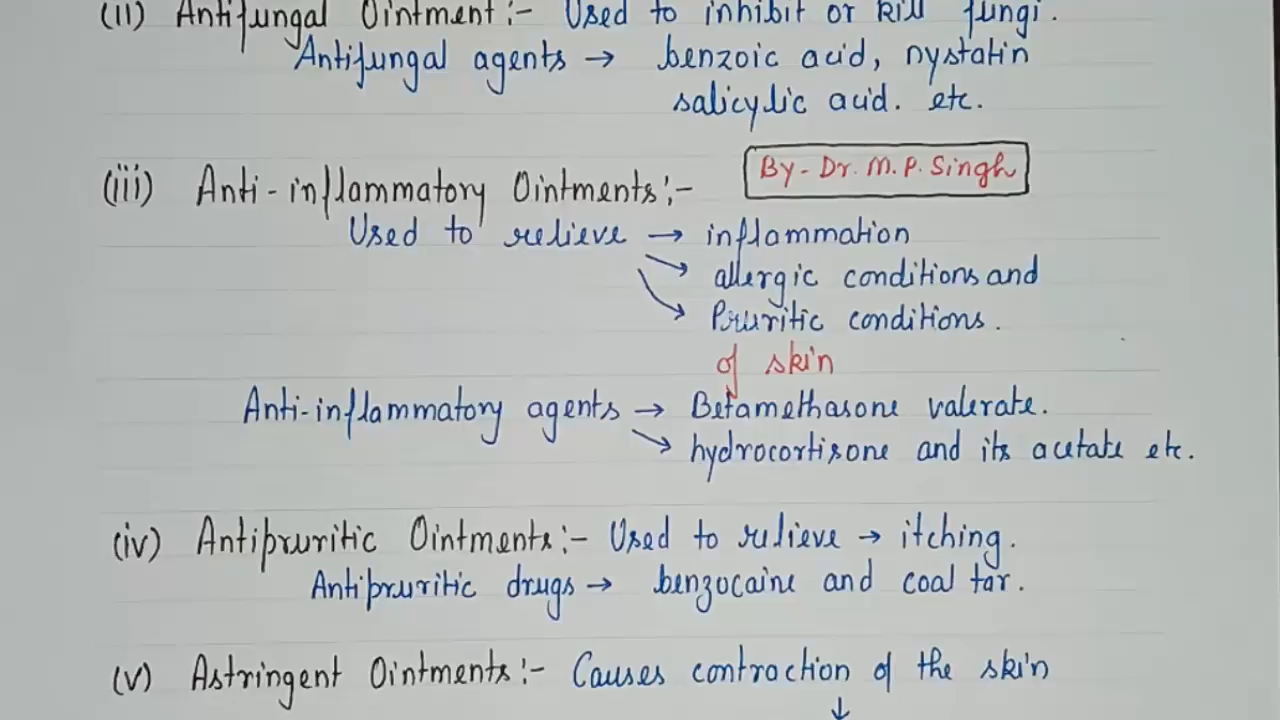 (ii) Antifungal Ointment :- Used to inhibit or kill fungi.
Antifungal agents → benzoic acid, nystatin
salicylic acid. etc.
By - Dr. M. P. Singh
(iii) Anti-inflammatory Ointments :-
Used to relieve → inflammation
↘ allergic conditions and
↘ Pruritic conditions.
of skin
Anti-inflammatory agents → Betamethasone valerate.
↘ hydrocortisone and its acetate etc.
(iv) Antipruritic Ointments :- Used to relieve → itching.
Antipruritic drugs → benzocaine and coal tar.
(v) Astringent Ointments :- Causes contraction of the skin
↓